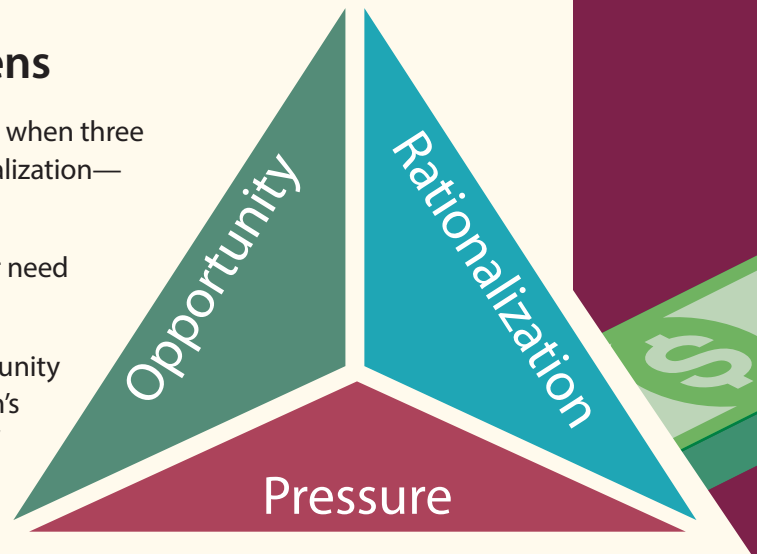 ens
when three
alization—
need
unity
n's
Opportunity
Rationalization
Pressure
$